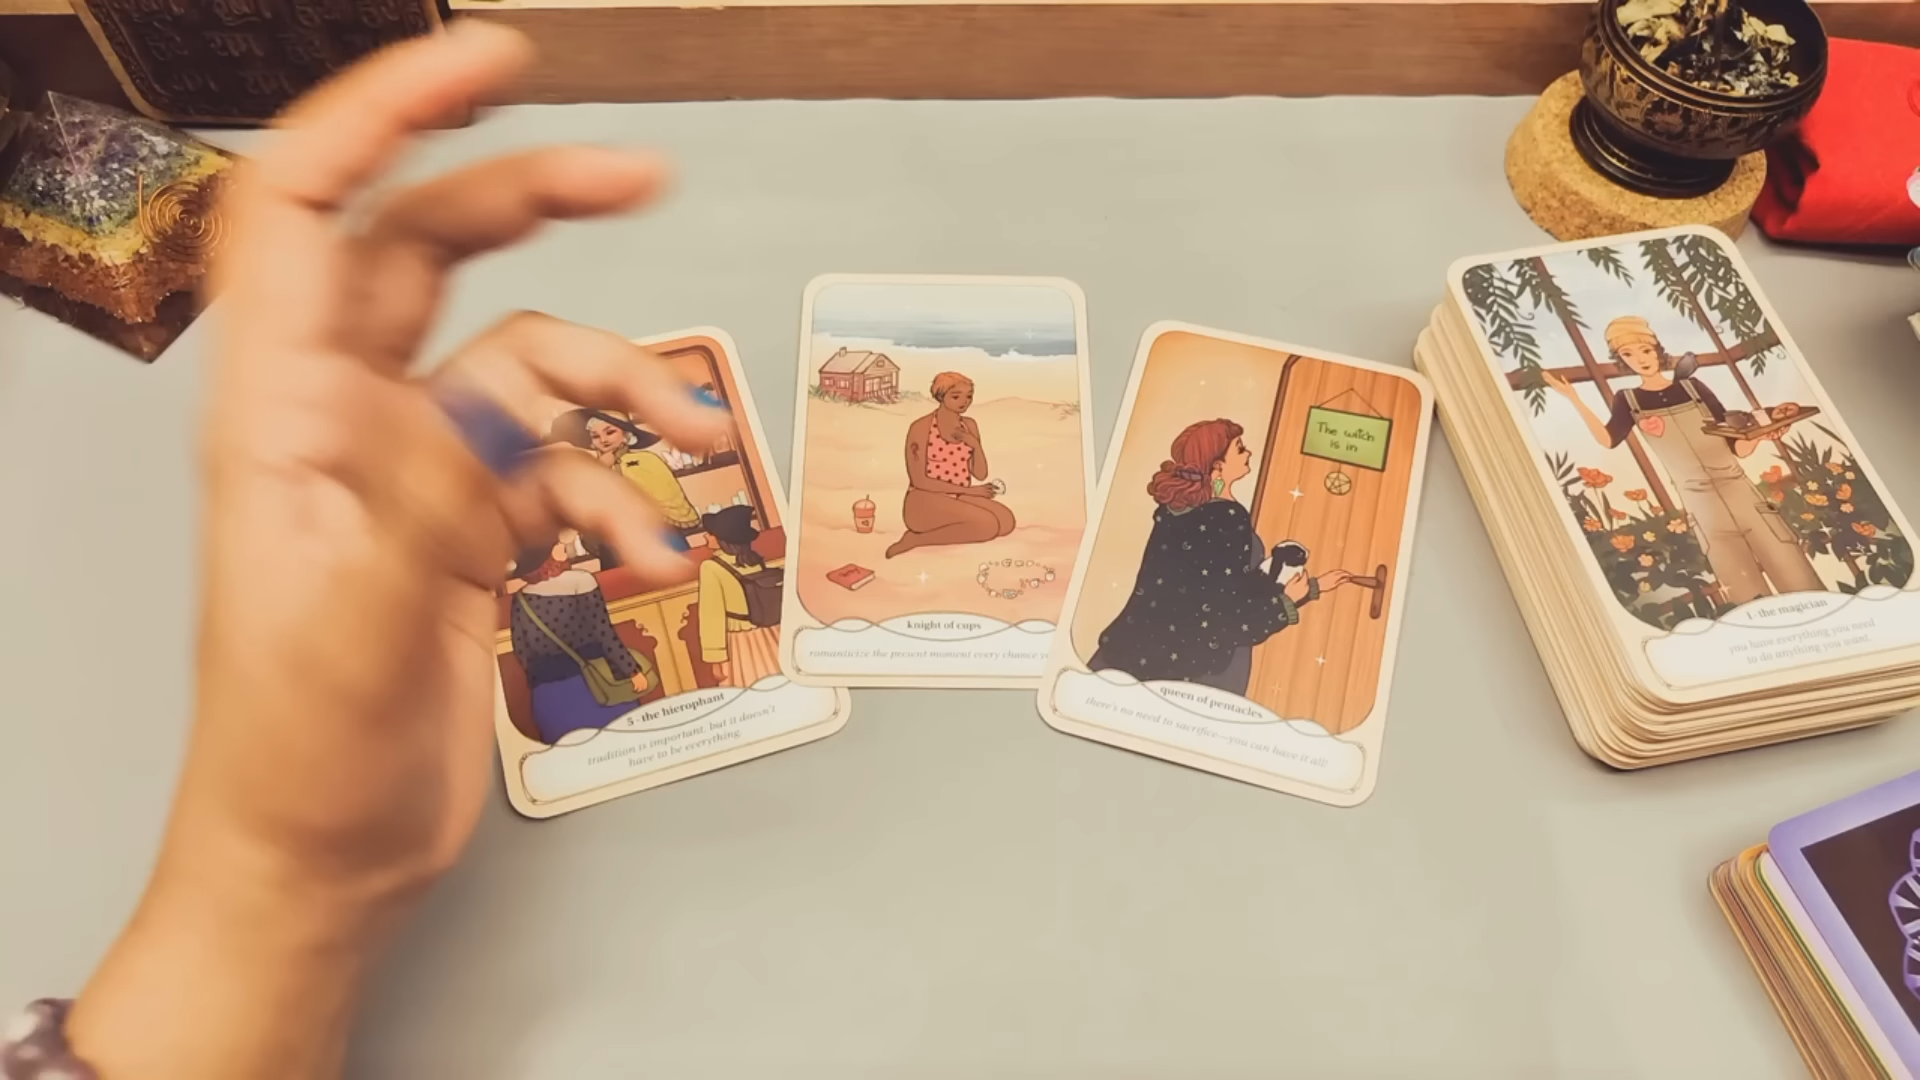 The witch
is in
5 - the hierophant
tradition is important, but it doesn't
have to be everything.
knight of cups
romanticize the present moment every chance yo
queen of pentacles
there's no need to sacrifice—you can have it all!
1 - the magician
you have everything you need
to do anything you want.